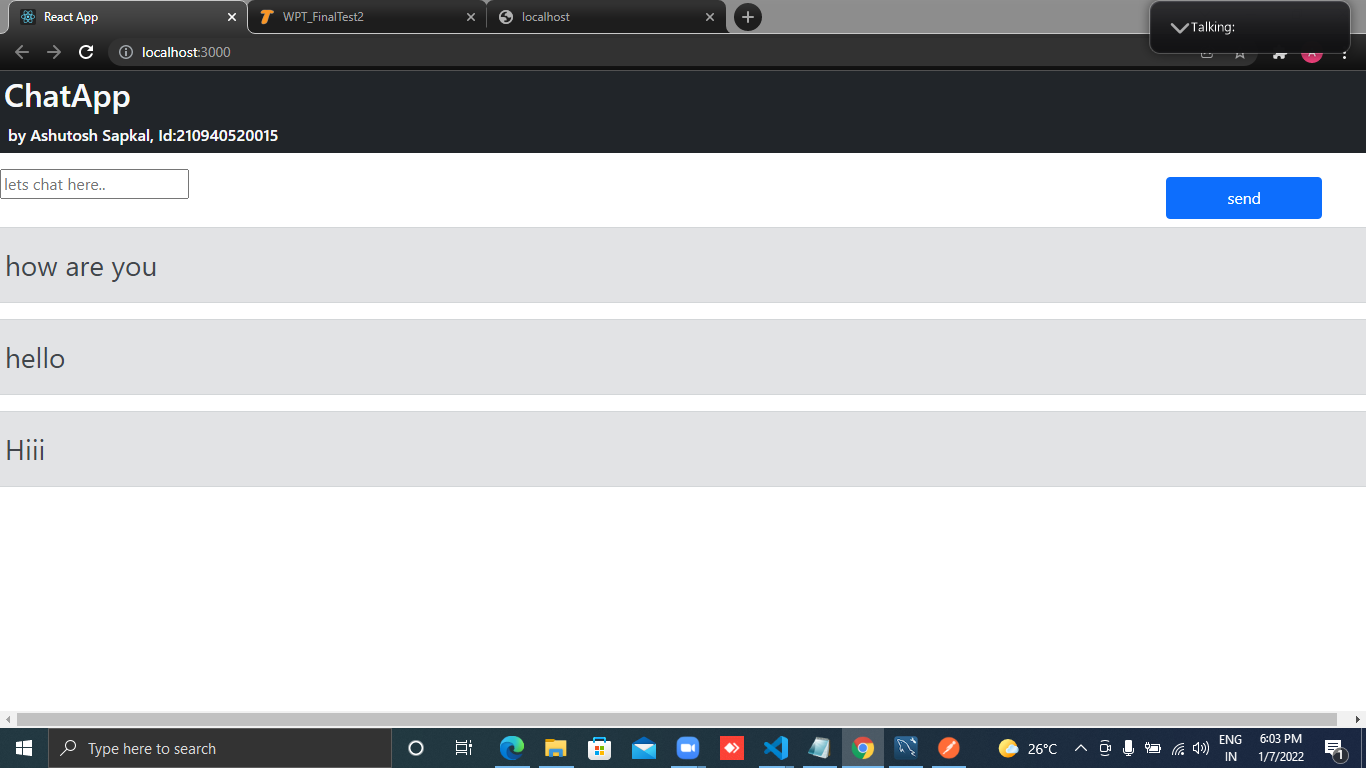 React App
WPT_FinalTest2
localhost
Talking:
localhost:3000
ChatApp
by Ashutosh Sapkal, Id:210940520015
lets chat here..
send
how are you
hello
Hiii
Type here to search
26°C
ENG
IN
6:03 PM
1/7/2022
1